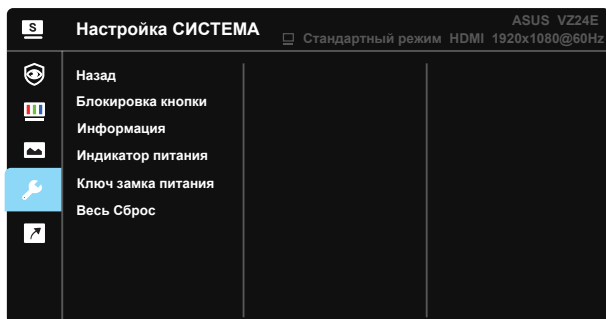 S
Настройка СИСТЕМА
ASUS VZ24E
Стандартный режим HDMI 1920x1080@60Hz
Назад
Блокировка кнопки
Информация
Индикатор питания
Ключ замка питания
Весь Сброс